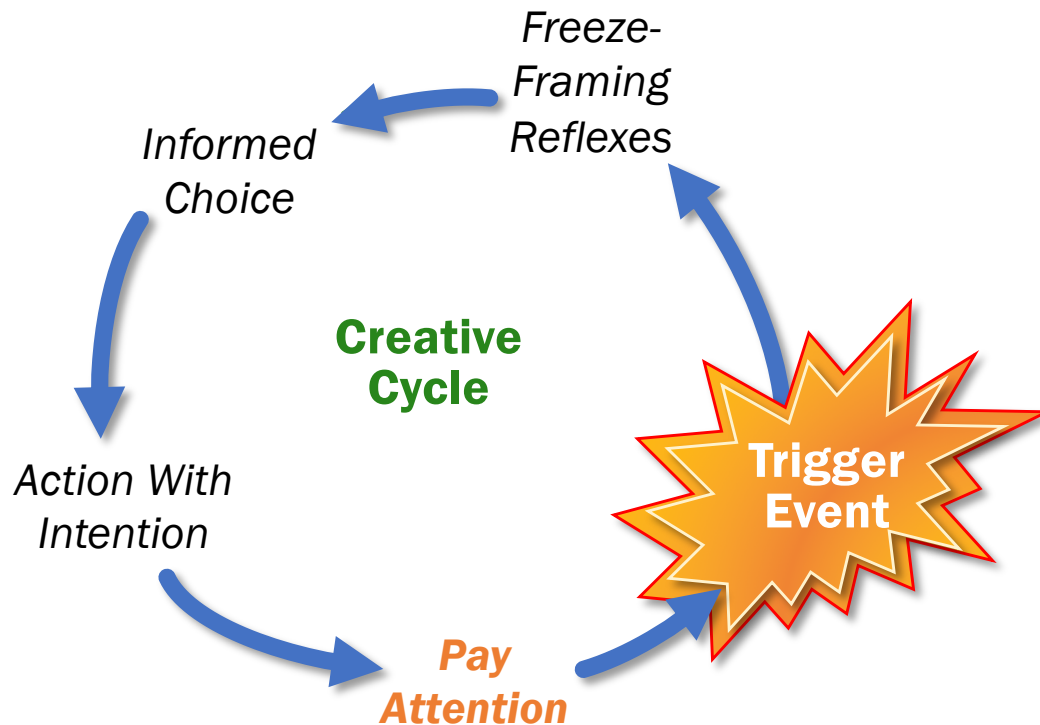 Freeze-
Framing
Reflexes
Informed
Choice
Creative
Cycle
Trigger
Event
Action With
Intention
Pay
Attention